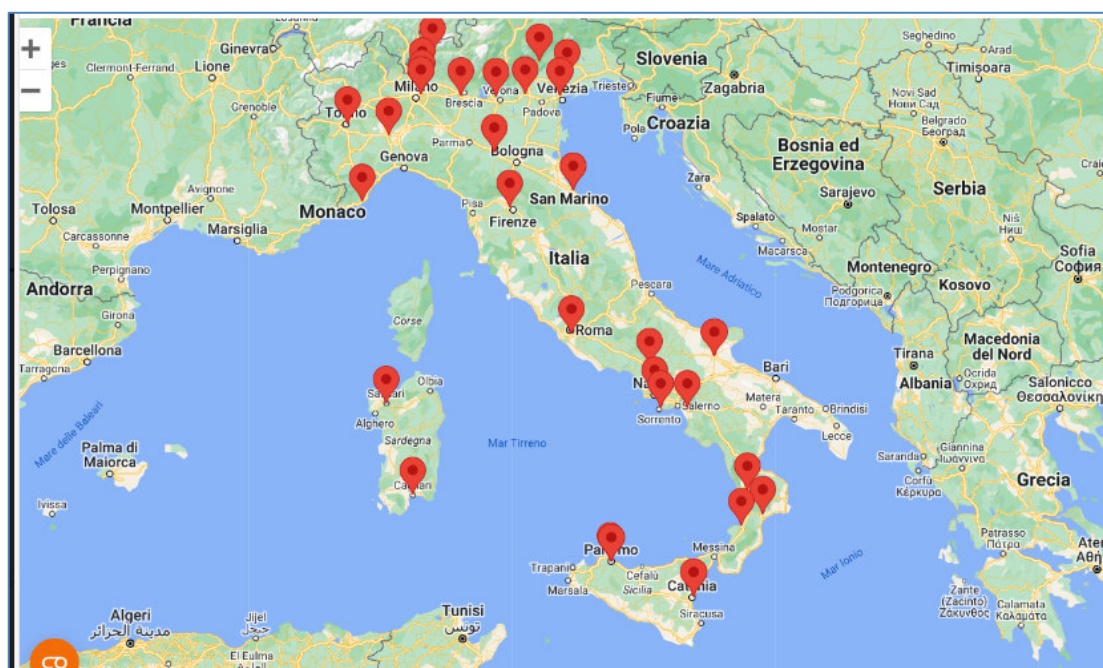 Francia
Losanna
Ginevra
Clermont-Ferrand
Lione
Grenoble
Milano
Torino
Brescia
Verona
Venezia
Padova
Trieste
Slovenia
Zagabria
Fiume
Pola
Croazia
Seghedino
Arad
Timișoara
Novi Sad
Нови Сад
Belgrado
Београд
Bosnia ed
Erzegovina
Sarajevo
Serbia
Niš
Ниш
Sofia
София
Parma
Bologna
Genova
Monaco
Avignone
Tolosa
Montpellier
Marsiglia
Carcassonne
Perpignano
Andorra
Girona
Barcellona
Tarragona
Pisa
Firenze
San Marino
Italia
Zara
Spalato
Mostar
Macarsca
Montenegro
Podgorica
Подгорица
Kosovo
Mare Adriatico
Pescara
Corse
Roma
Macedonia
del Nord
Tirana
Albania
Ocrida
Охрид
Salonicco
Θεσσαλονίκη
Bari
Matera
Taranto
Brindisi
Lecce
Salerno
Sorrento
Sassari
Olbia
Alghero
Sardegna
Cagliari
Mar Tirreno
Mare delle Baleari
Palma di
Maiorca
Ivissa
Saranda
Giannina
Ιωάννινα
Corfù
Κέρκυρα
Grecia
Patrasso
Πάτρα
Mar Ionio
Messina
Palermo
Trapani
Marsala
Cefalù
Sicilia
Catania
Siracusa
Zante
(Zacinto)
Ζάκυνθος
Calamata
Καλαμάτα
Algeri
مدينة الجزائر
Jijel
جيجل
El Eulma
Tunisi
تونس